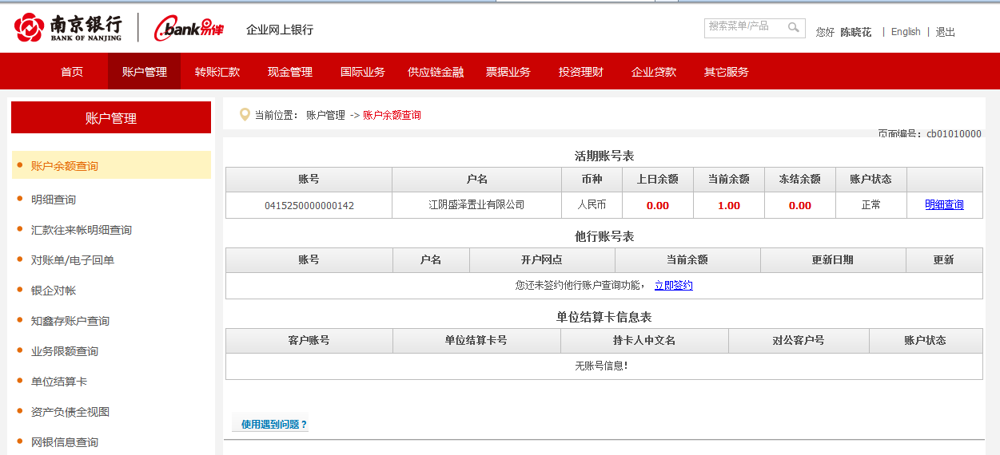 南京银行 BANK OF NANJING ebank易伴 企业网上银行 搜索菜单/产品 您好 陈晓花 | English | 退出
首页 账户管理 转账汇款 现金管理 国际业务 供应链金融 票据业务 投资理财 企业贷款 其它服务
账户管理
账户余额查询
明细查询
汇款往来帐明细查询
对账单/电子回单
银企对帐
知鑫存账户查询
业务限额查询
单位结算卡
资产负债全视图
网银信息查询
当前位置： 账户管理 -> 账户余额查询
页面编号：cb01010000
活期账号表
账号 户名 币种 上日余额 当前余额 冻结余额 账户状态
0415250000000142 江阴盛泽置业有限公司 人民币 0.00 1.00 0.00 正常 明细查询
他行账号表
账号 户名 开户网点 当前余额 更新日期 更新
您还未签约他行账户查询功能， 立即签约
单位结算卡信息表
客户账号 单位结算卡号 持卡人中文名 对公客户号 账户状态
无账号信息!
使用遇到问题？